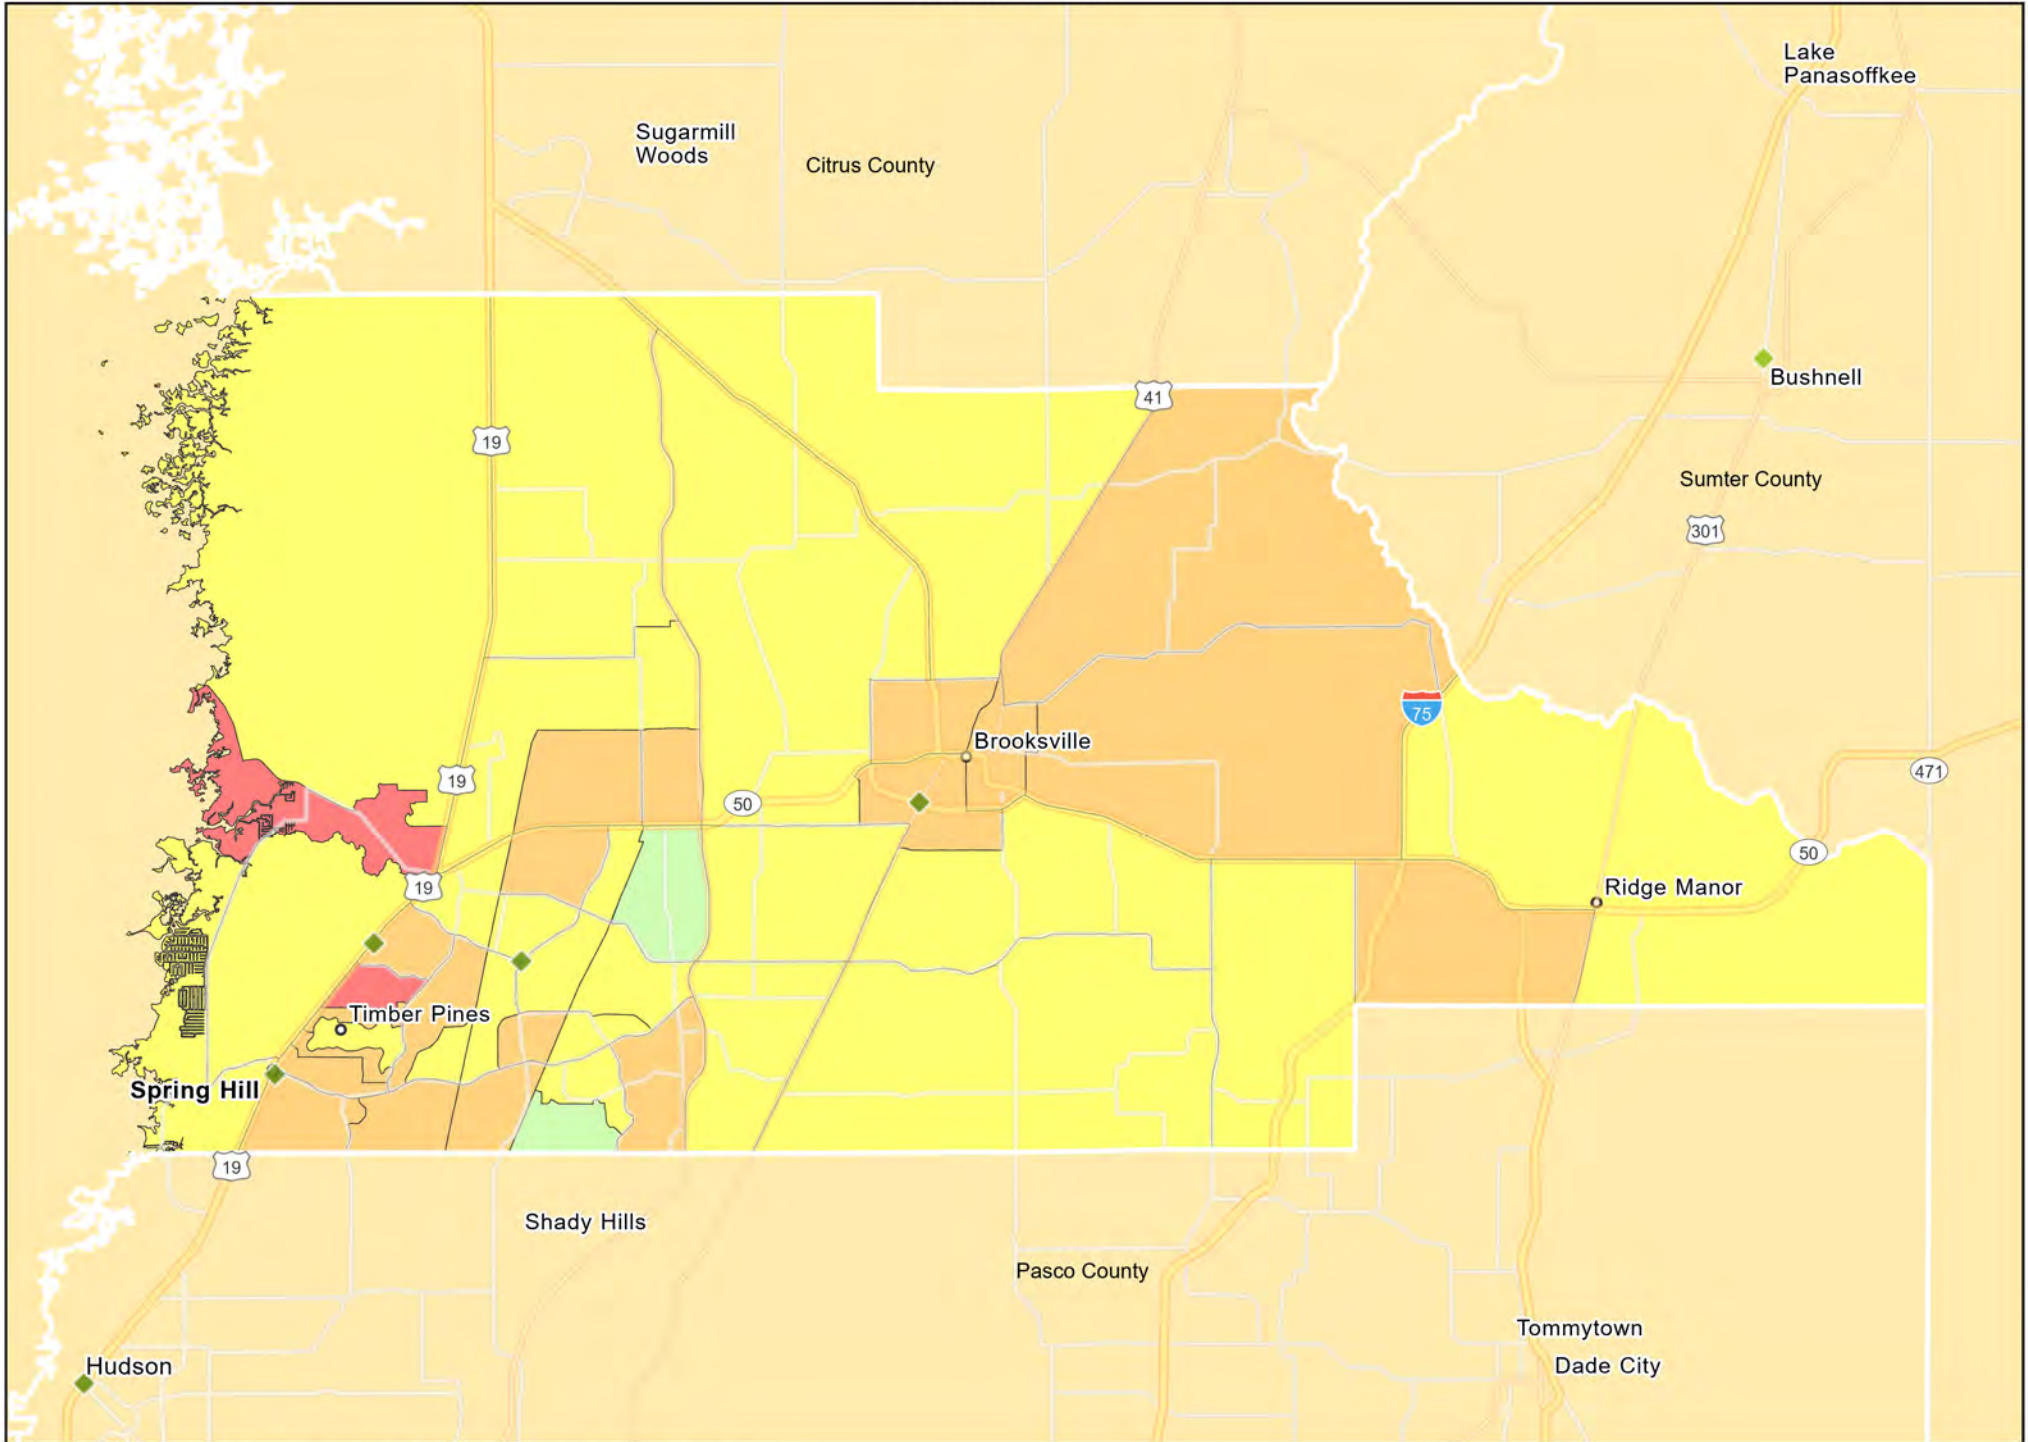 Lake
Panasoffkee
Sugarmill
Woods
Citrus County
Bushnell
41
19
Sumter County
301
75
Brooksville
471
19
50
50
19
Ridge Manor
Timber Pines
Spring Hill
19
Shady Hills
Pasco County
Tommytown
Hudson
Dade City